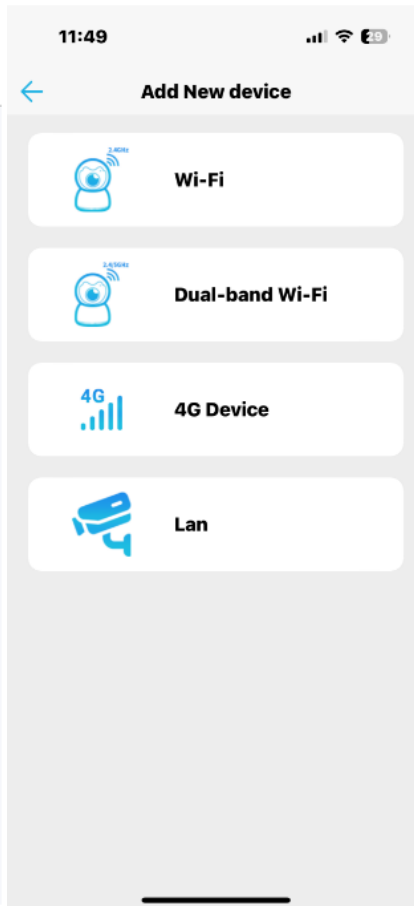 11:49
29
Add New device
2.4GHz
Wi-Fi
2.4/5GHz
Dual-band Wi-Fi
4G
4G Device
Lan